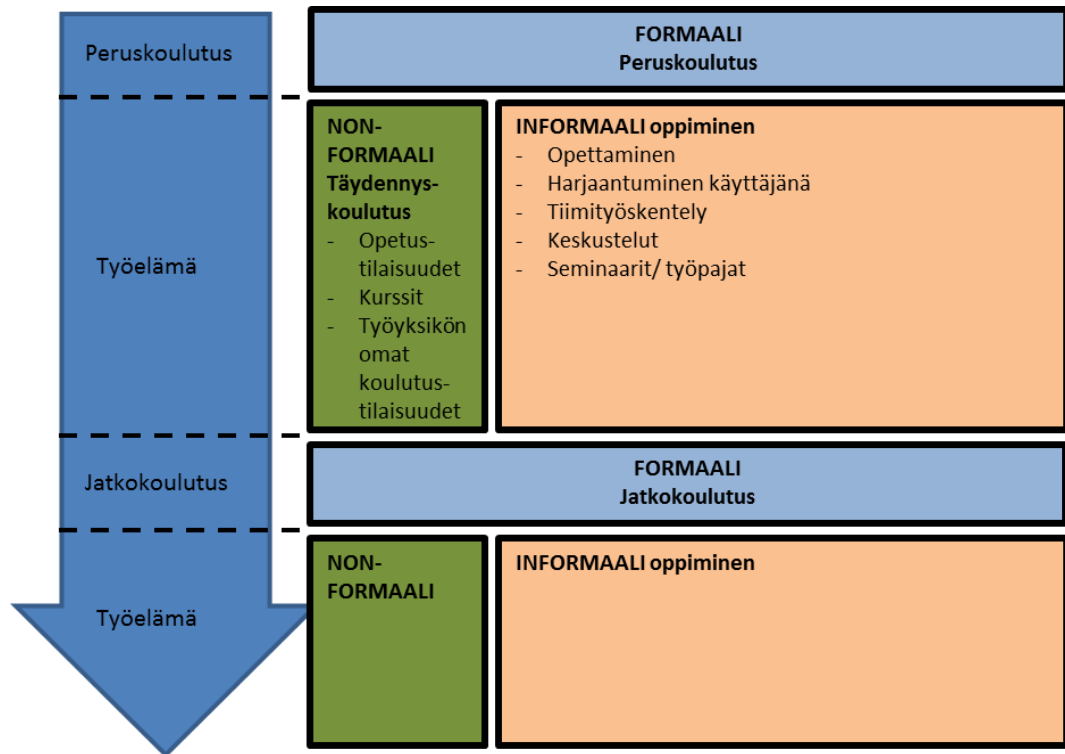 Peruskoulutus
FORMAALI
Peruskoulutus
Työelämä
NON-
FORMAALI
Täydennys-
koulutus
- Opetus-
tilaisuudet
- Kurssit
- Työyksikön
omat
koulutus-
tilaisuudet
INFORMAALI oppiminen
- Opettaminen
- Harjaantuminen käyttäjänä
- Tiimityöskentely
- Keskustelut
- Seminaarit/ työpajat
Jatkokoulutus
FORMAALI
Jatkokoulutus
Työelämä
NON-
FORMAALI
INFORMAALI oppiminen